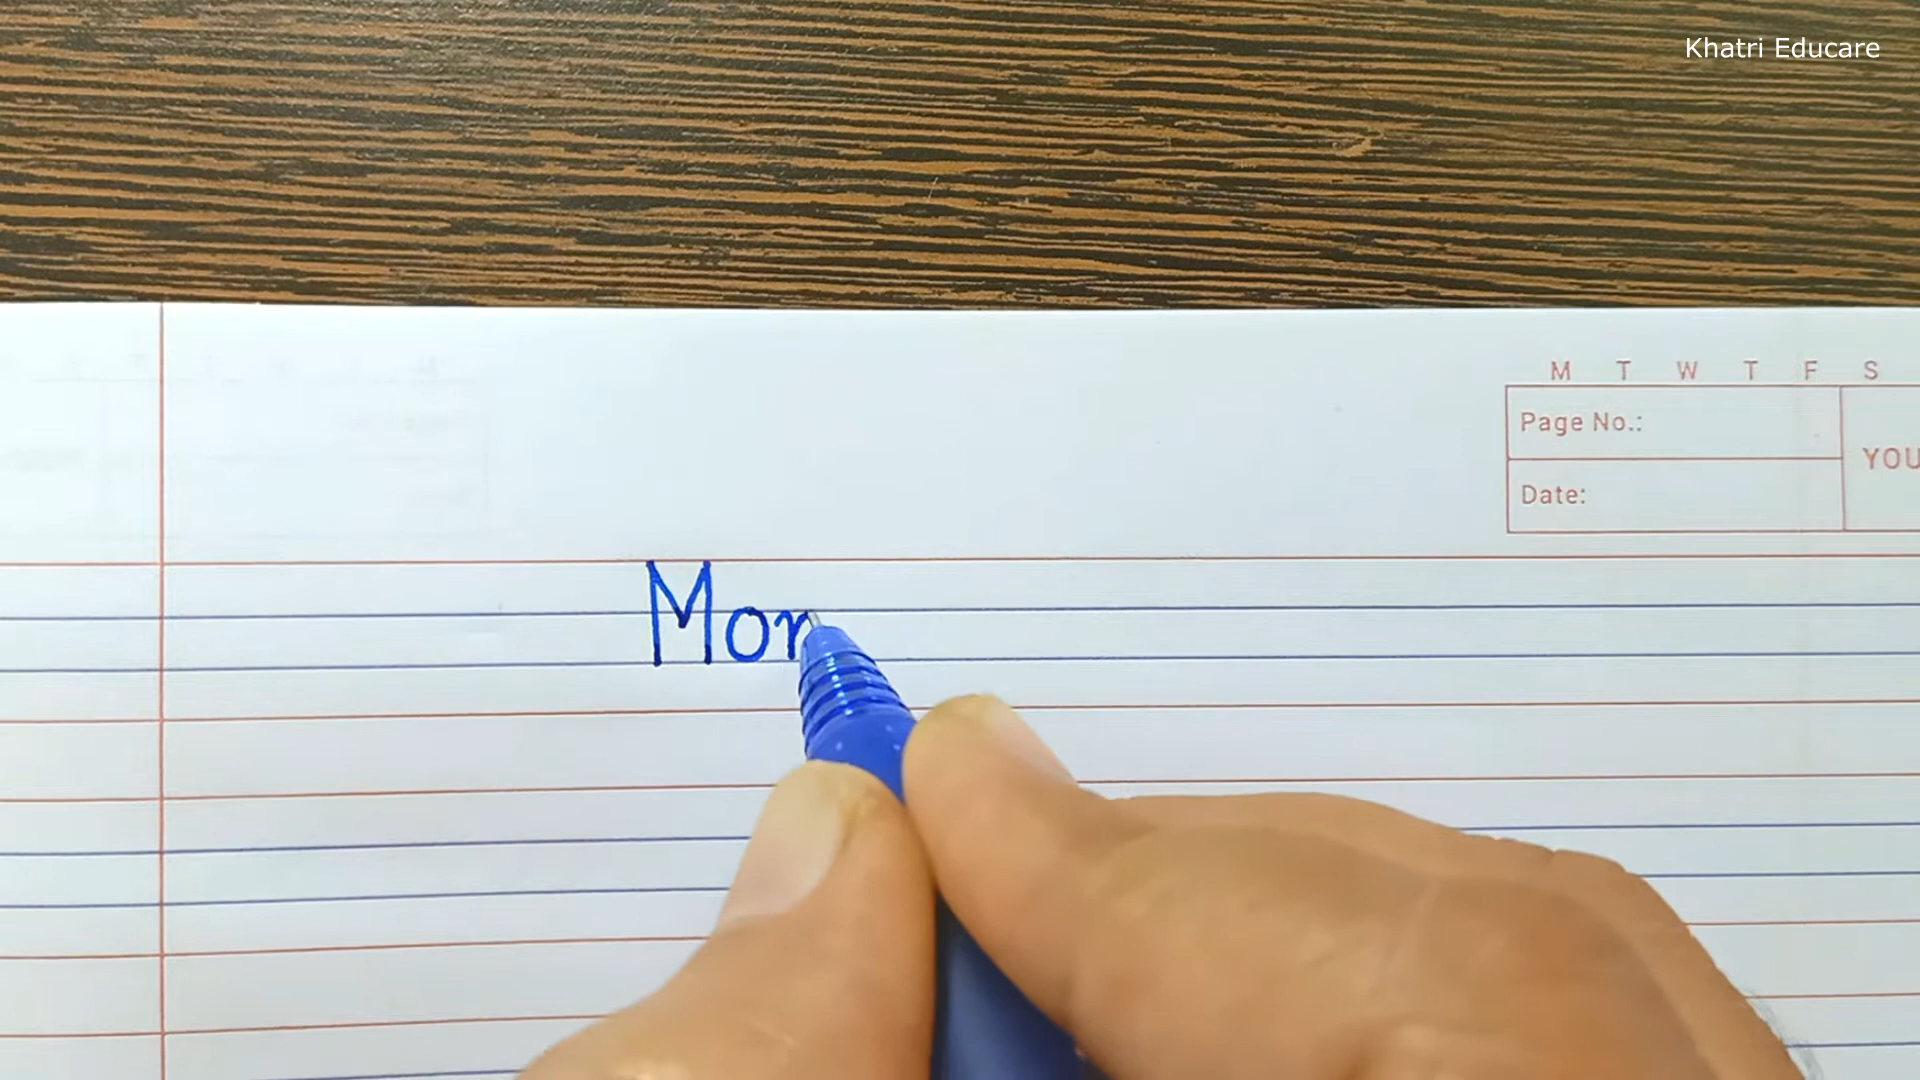 Khatri Educare
M T W T F S
Page No.:
YOU
Date:
Mor